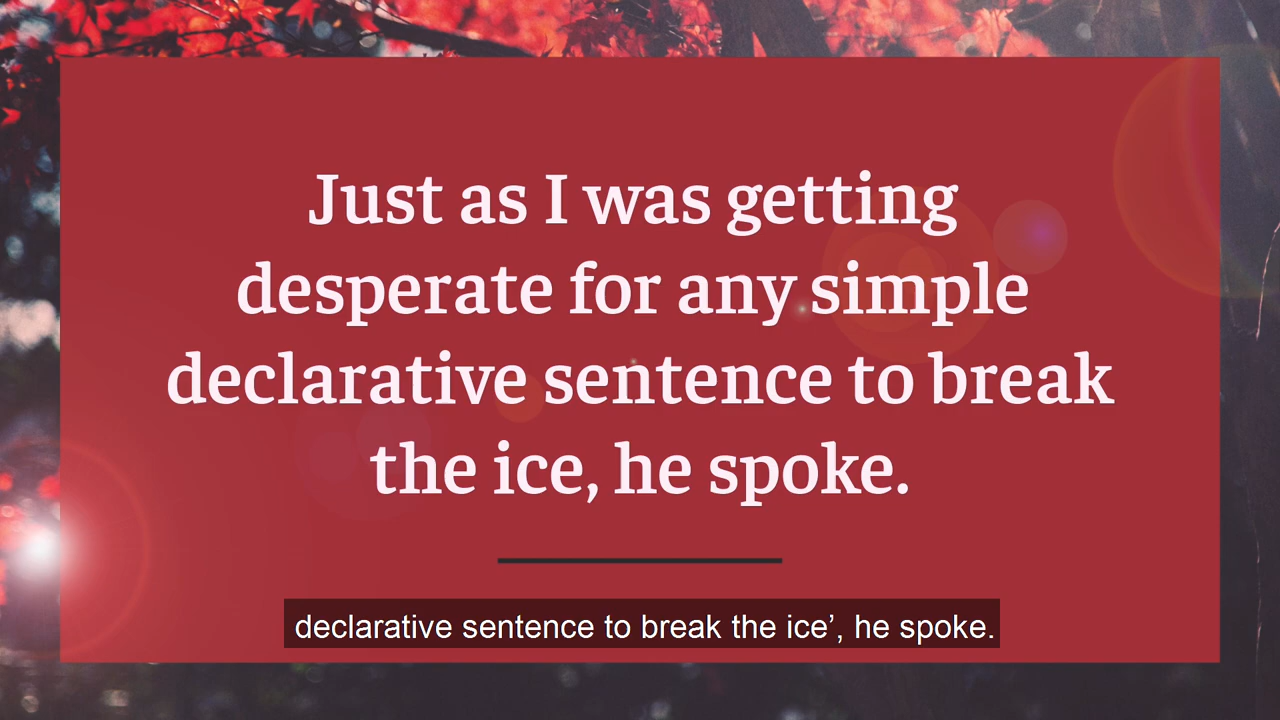 Just as I was getting
desperate for any simple
declarative sentence to break
the ice, he spoke.
declarative sentence to break the ice’, he spoke.